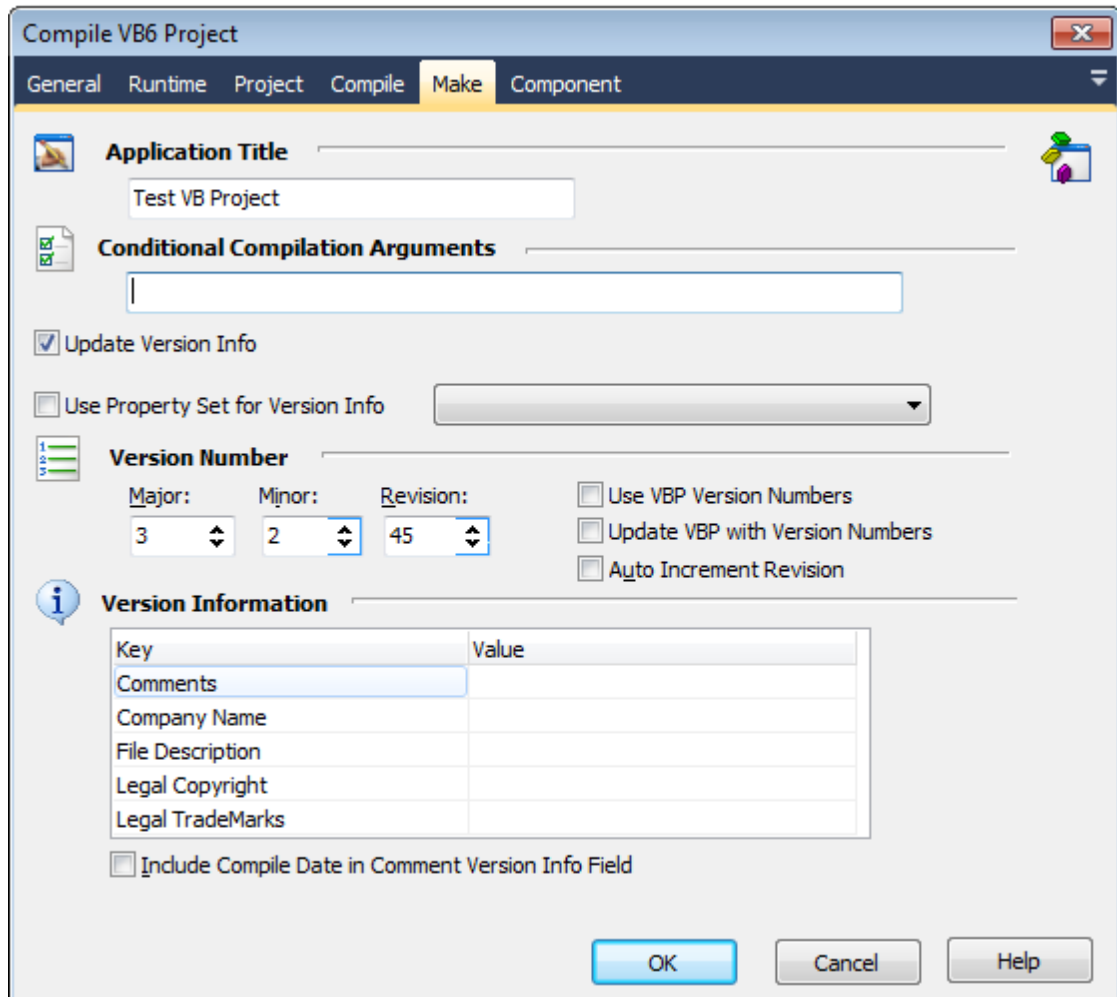 Compile VB6 Project
General Runtime Project Compile Make Component
Application Title
Test VB Project
Conditional Compilation Arguments
Update Version Info
Use Property Set for Version Info
1
2
3
Version Number
Major: Minor: Revision:
3 2 45
Use VBP Version Numbers
Update VBP with Version Numbers
Auto Increment Revision
Version Information
Key Value
Comments
Company Name
File Description
Legal Copyright
Legal TradeMarks
Include Compile Date in Comment Version Info Field
OK Cancel Help